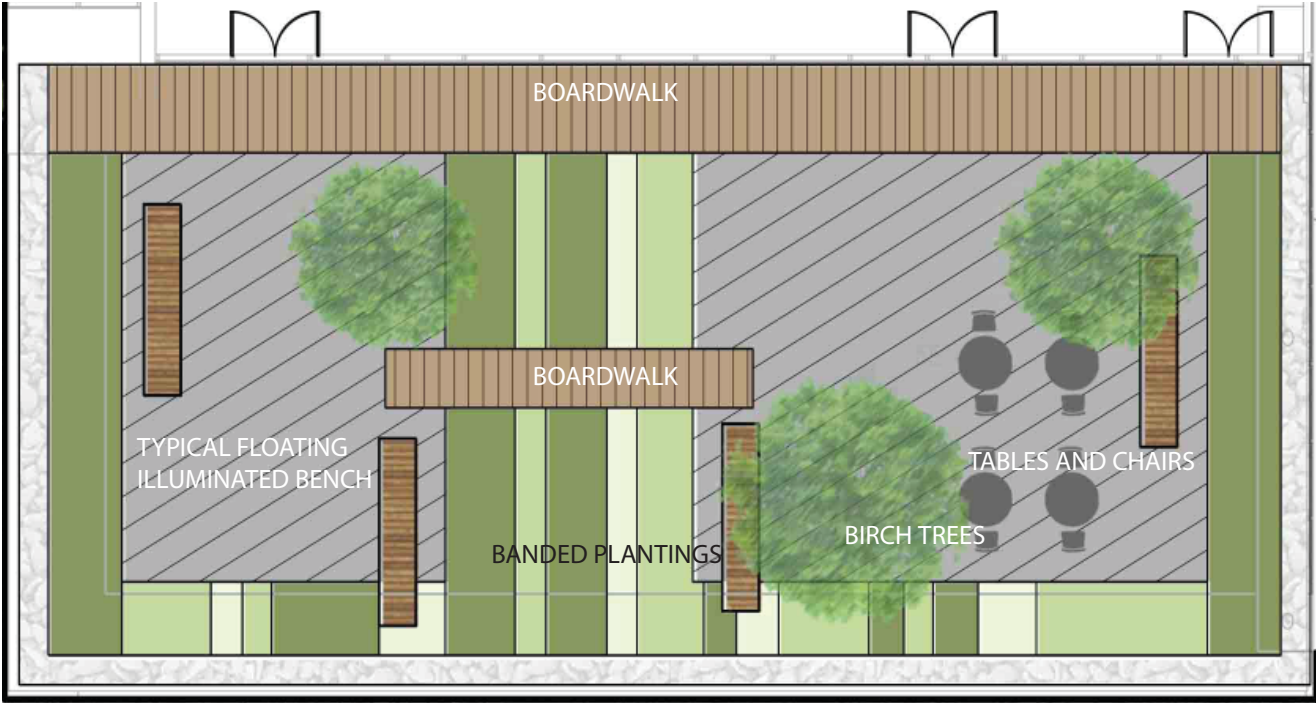 BOARDWALK
BOARDWALK
TYPICAL FLOATING
ILLUMINATED BENCH
TABLES AND CHAIRS
BIRCH TREES
BANDED PLANTINGS